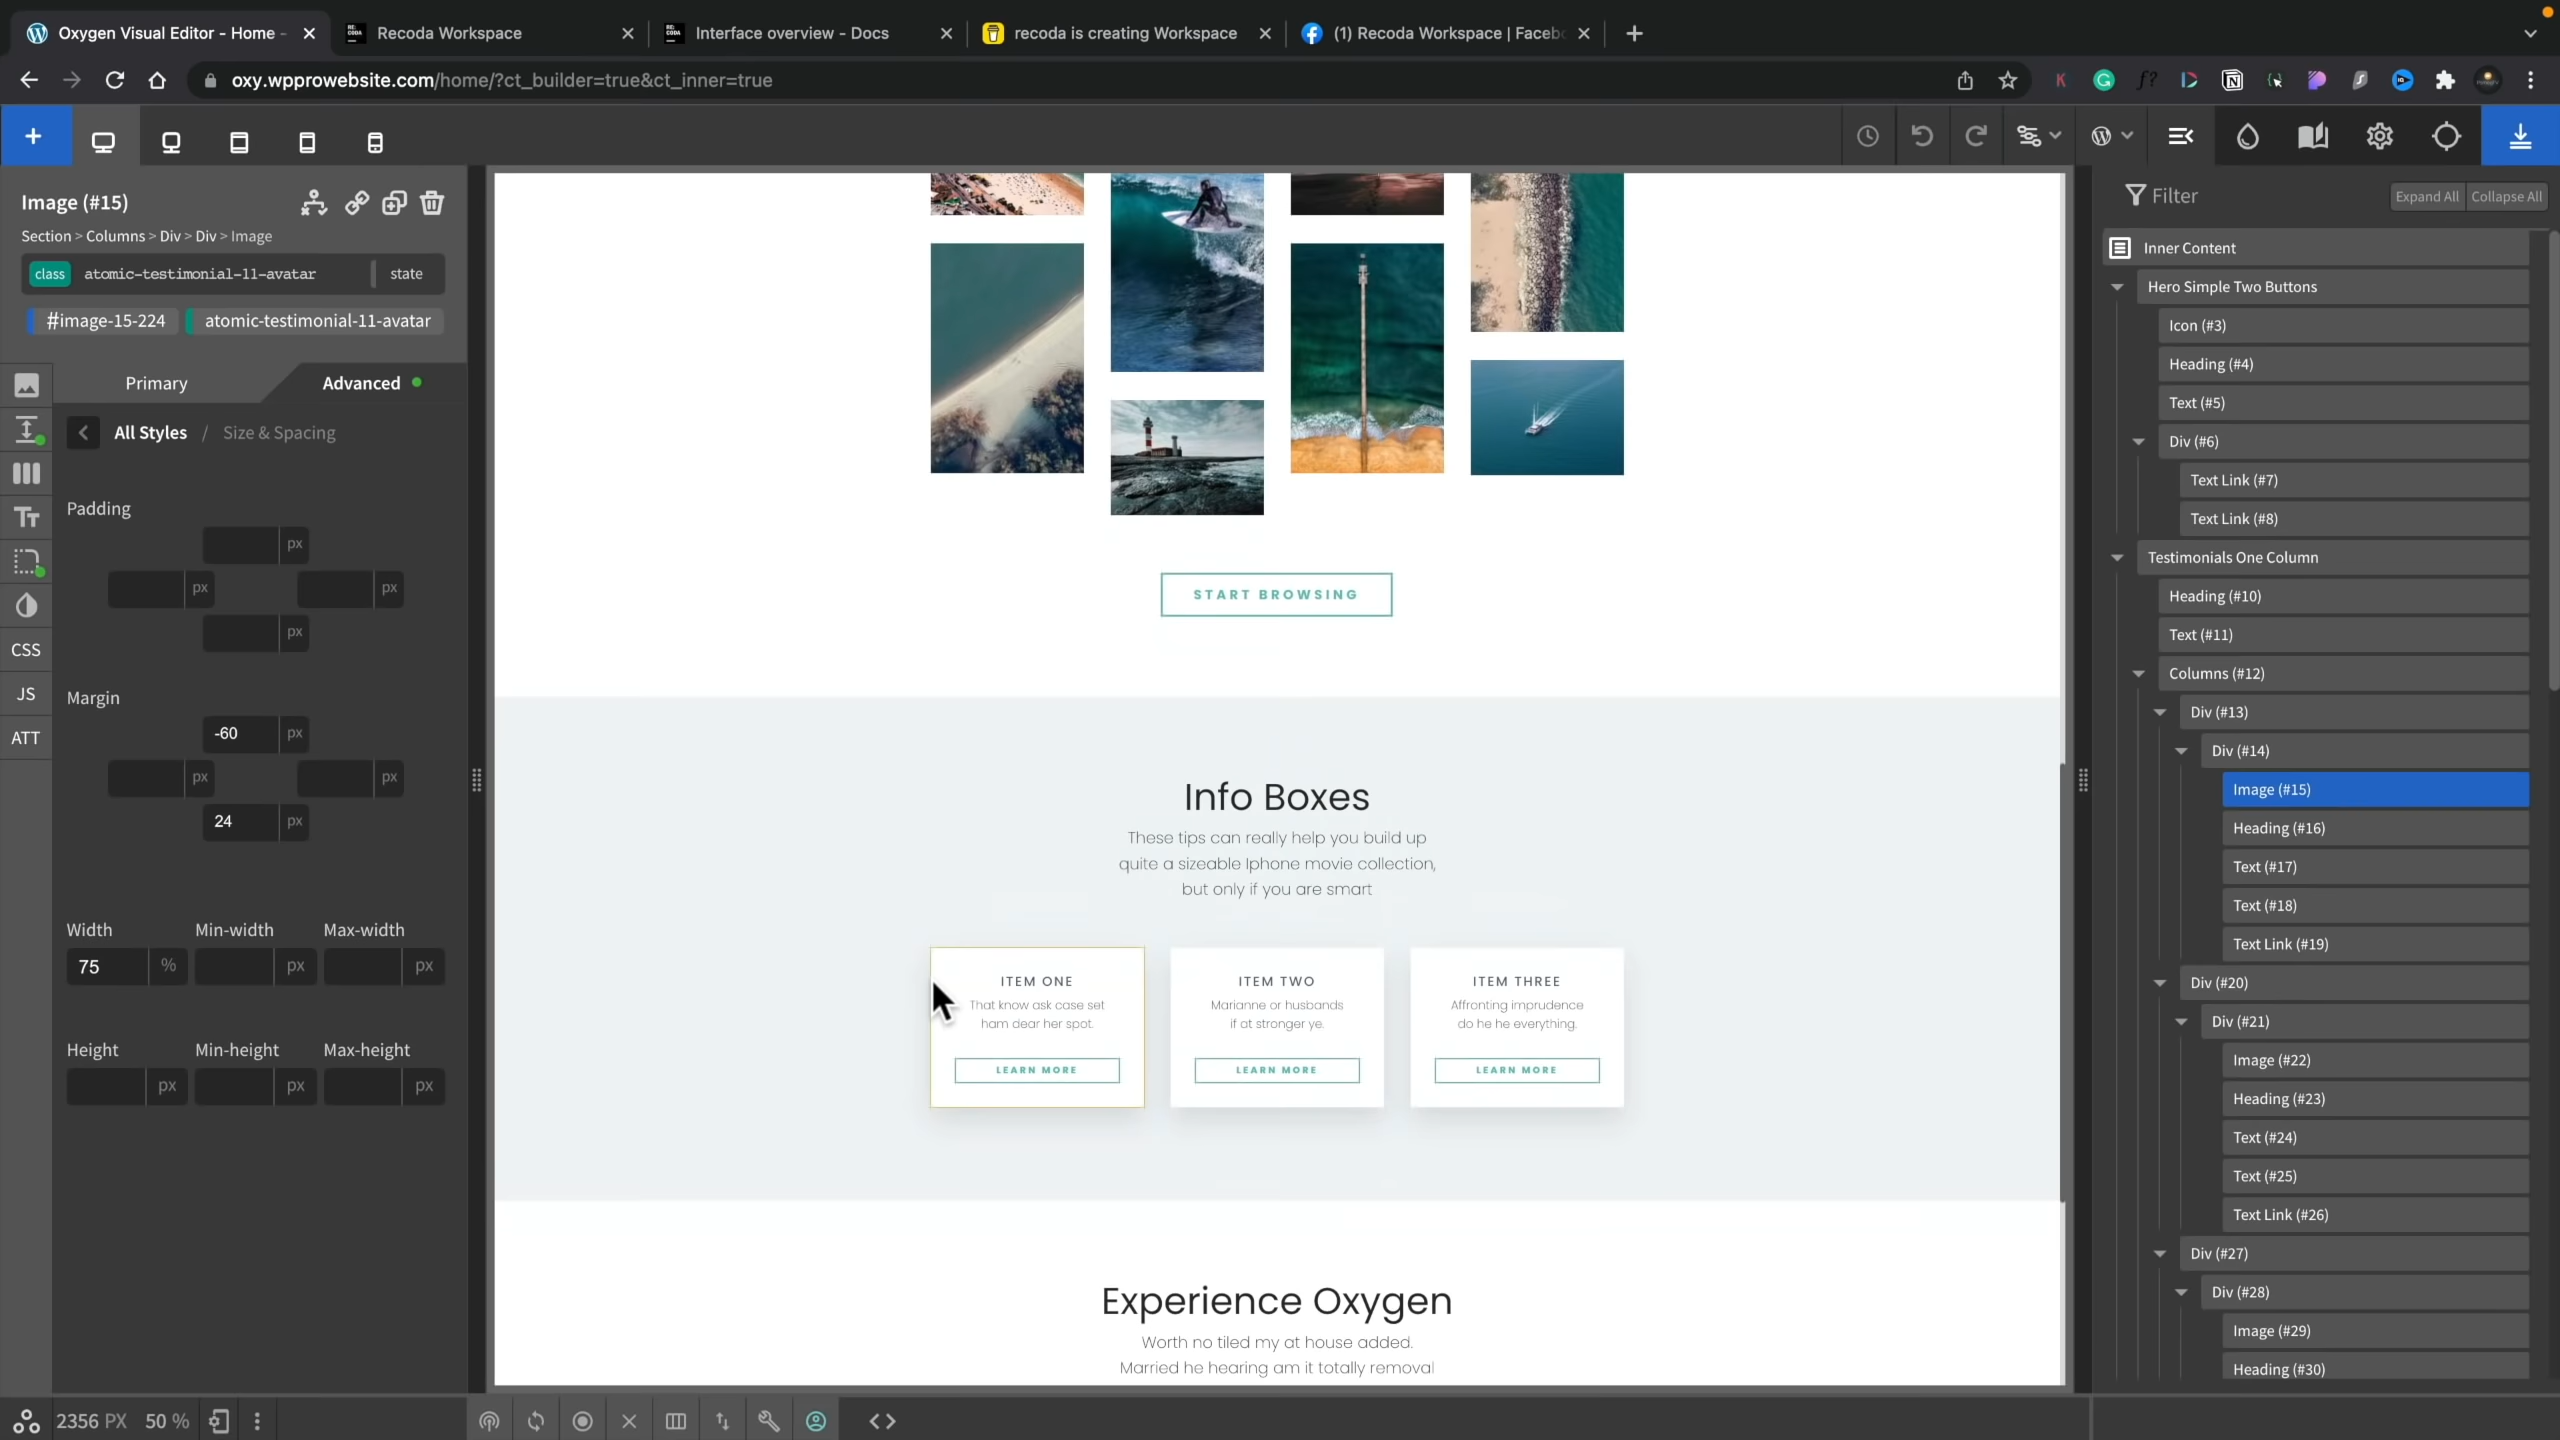 Oxygen Visual Editor - Home -
Recoda Workspace
Interface overview - Docs
recoda is creating Workspace
(1) Recoda Workspace | Facebo
oxy.wpprowebsite.com/home/?ct_builder=true&ct_inner=true
Image (#15)
Section > Columns > Div > Div > Image
class atomic-testimonial-11-avatar state
#image-15-224 atomic-testimonial-11-avatar
Primary Advanced
All Styles / Size & Spacing
Padding
px
px px
px
Margin
-60 px
px px
24 px
Width Min-width Max-width
75 % px px
Height Min-height Max-height
px px px
CSS
JS
ATT
START BROWSING
Info Boxes
These tips can really help you build up
quite a sizeable Iphone movie collection,
but only if you are smart
ITEM ONE
That know ask case set
ham dear her spot.
LEARN MORE
ITEM TWO
Marianne or husbands
if at stronger ye.
LEARN MORE
ITEM THREE
Affronting imprudence
do he he everything.
LEARN MORE
Experience Oxygen
Worth no tiled my at house added.
Married he hearing am it totally removal
Filter Expand All Collapse All
Inner Content
Hero Simple Two Buttons
Icon (#3)
Heading (#4)
Text (#5)
Div (#6)
Text Link (#7)
Text Link (#8)
Testimonials One Column
Heading (#10)
Text (#11)
Columns (#12)
Div (#13)
Div (#14)
Image (#15)
Heading (#16)
Text (#17)
Text (#18)
Text Link (#19)
Div (#20)
Div (#21)
Image (#22)
Heading (#23)
Text (#24)
Text (#25)
Text Link (#26)
Div (#27)
Div (#28)
Image (#29)
Heading (#30)
2356 PX 50 %